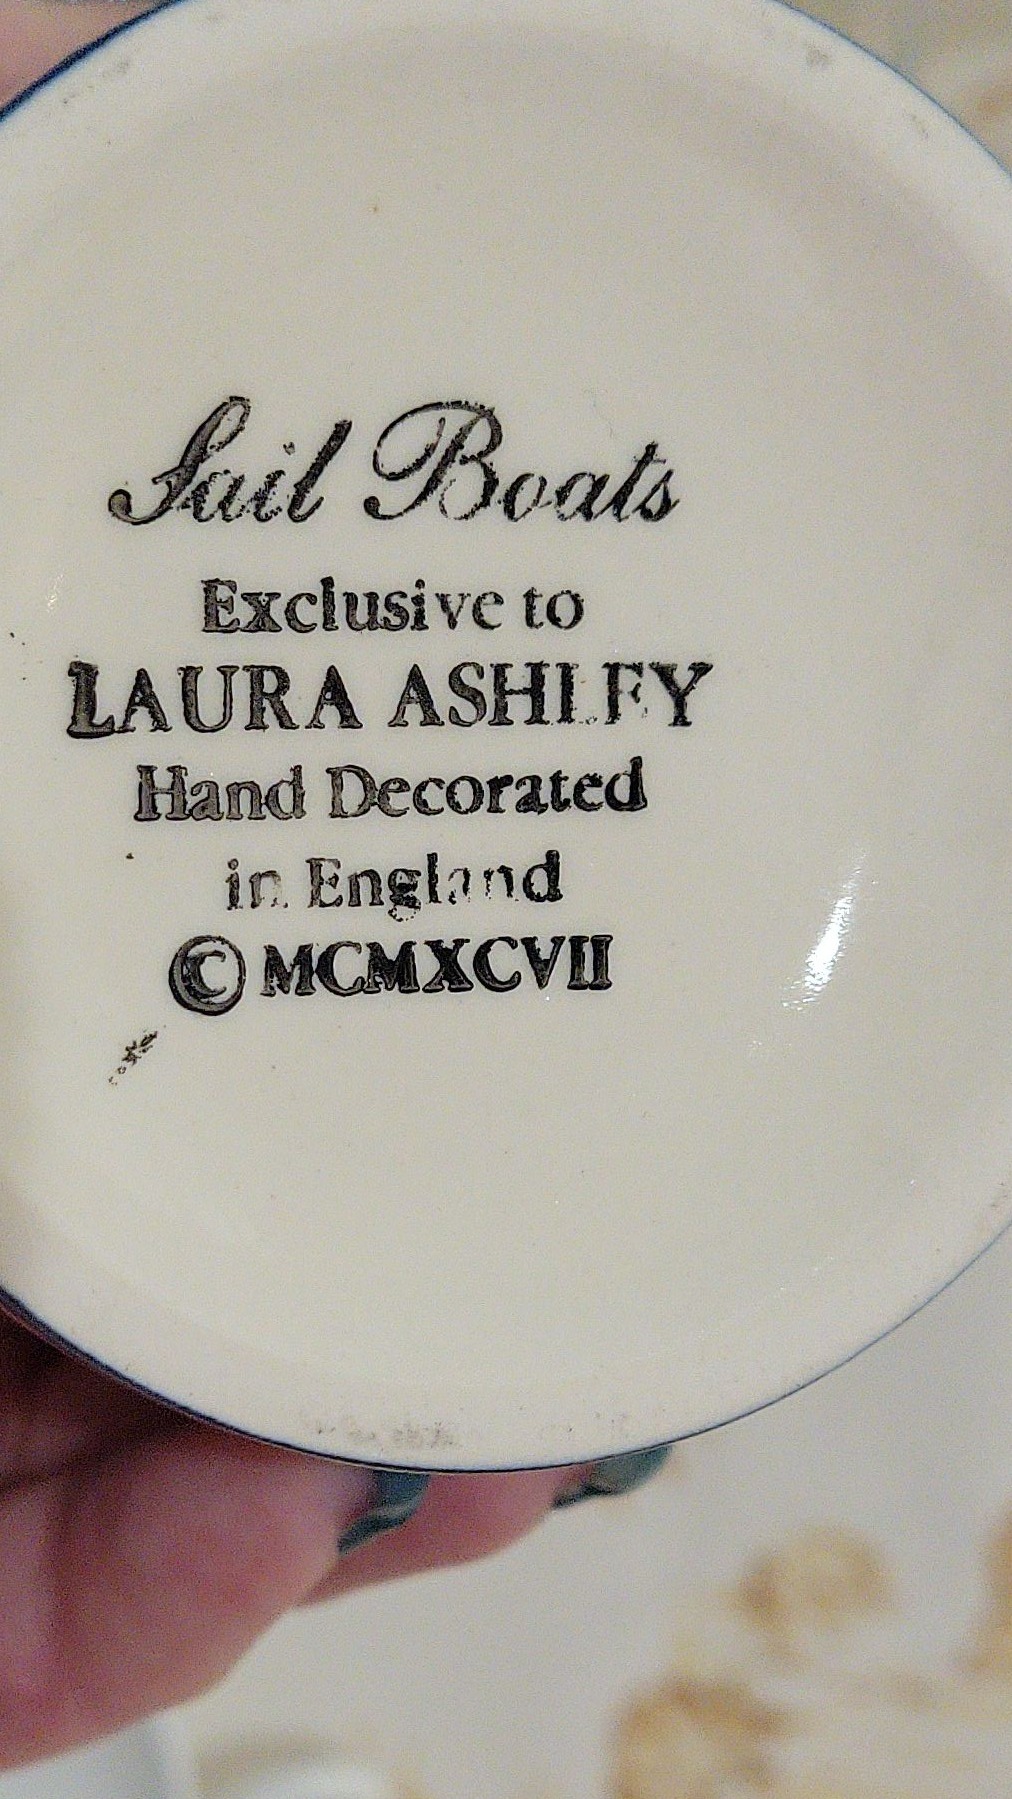 Sail Boats
Exclusive to
LAURA ASHLEY
Hand Decorated
in England
© MCMXCVII